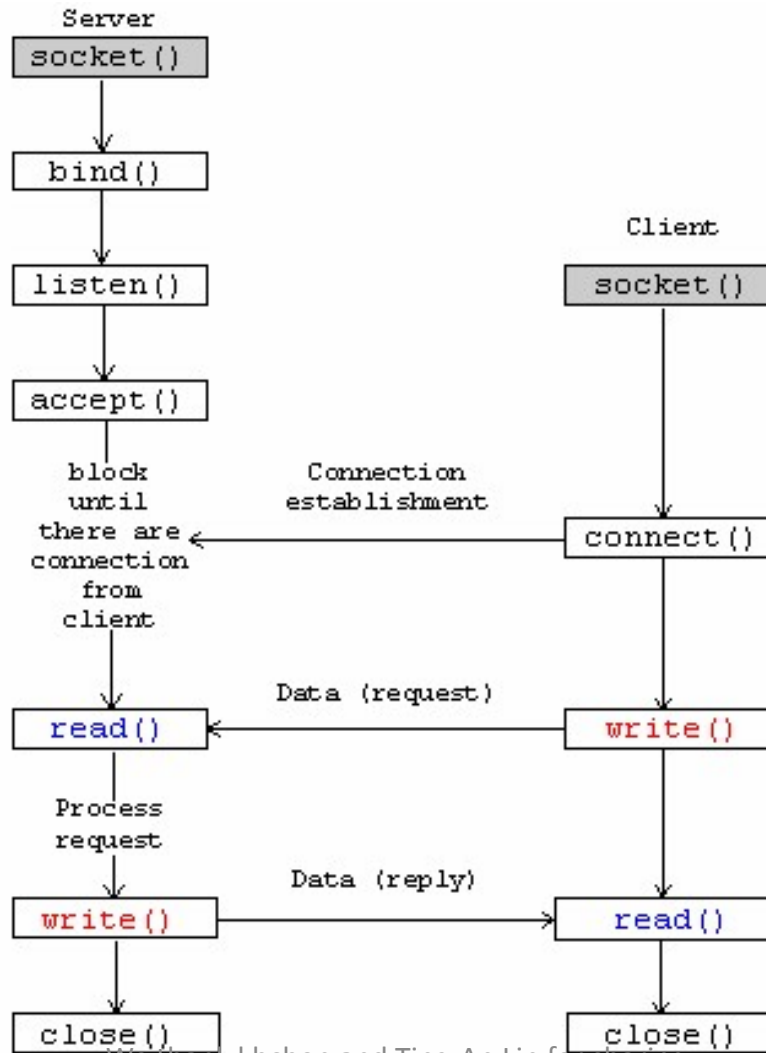 Server
socket()
bind()
Client
listen()
socket()
accept()
block
until
there are
connection
from
client
Connection
establishment
connect()
Data (request)
read()
write()
Process
request
Data (reply)
write()
read()
close()
close()